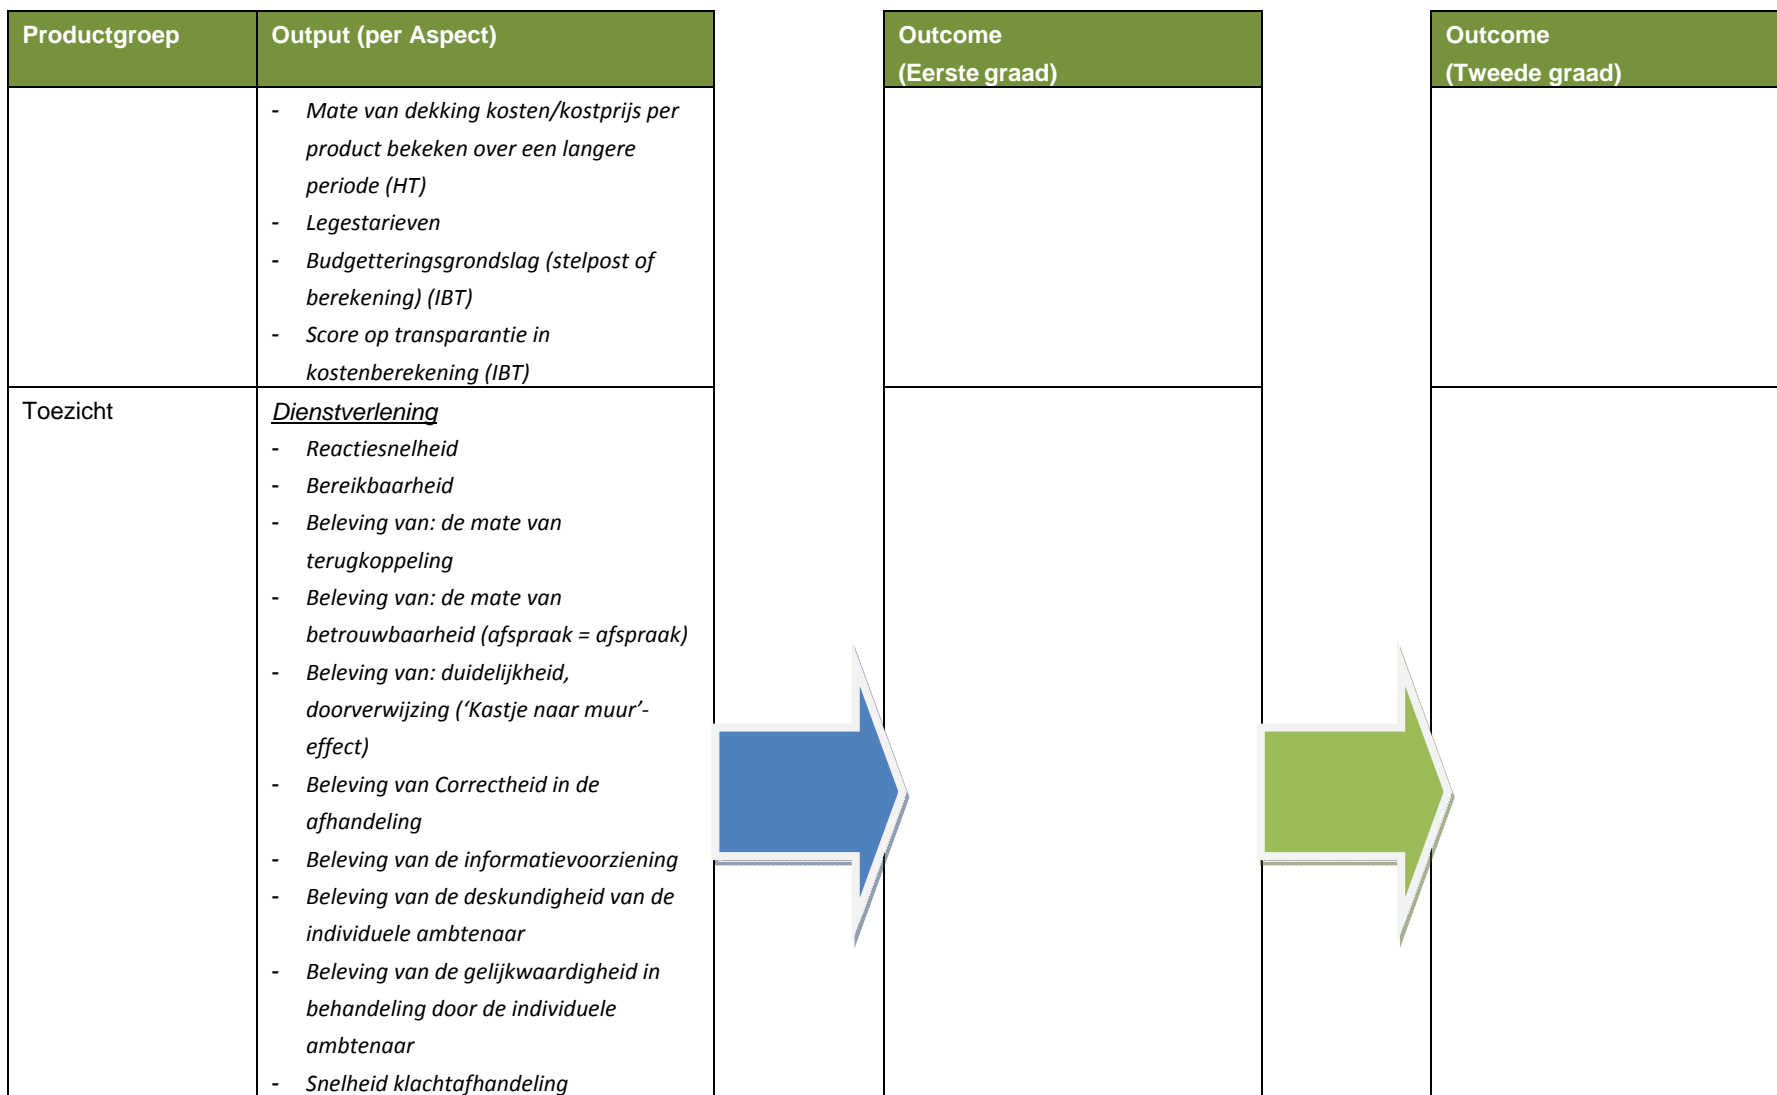 Productgroep
Output (per Aspect)
Outcome
(Eerste graad)
Outcome
(Tweede graad)
- Mate van dekking kosten/kostprijs per
product bekeken over een langere
periode (HT)
- Legestarieven
- Budgetteringsgrondslag (stelpost of
berekening) (IBT)
- Score op transparantie in
kostenberekening (IBT)
Toezicht
Dienstverlening
- Reactiesnelheid
- Bereikbaarheid
- Beleving van: de mate van
terugkoppeling
- Beleving van: de mate van
betrouwbaarheid (afspraak = afspraak)
- Beleving van: duidelijkheid,
doorverwijzing (‘Kastje naar muur’-
effect)
- Beleving van Correctheid in de
afhandeling
- Beleving van de informatievoorziening
- Beleving van de deskundigheid van de
individuele ambtenaar
- Beleving van de gelijkwaardigheid in
behandeling door de individuele
ambtenaar
- Snelheid klachtafhandeling